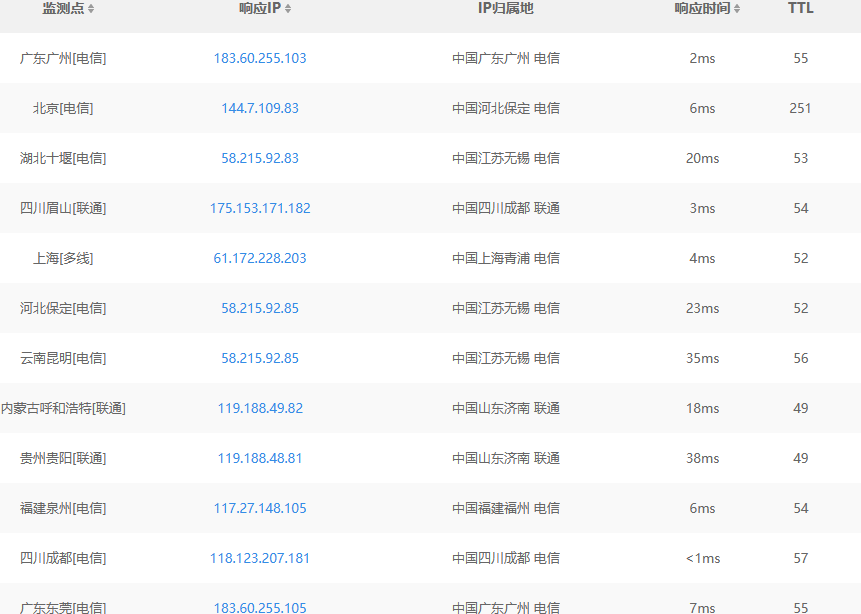 监测点 响应IP IP归属地 响应时间 TTL
广东广州[电信] 183.60.255.103 中国广东广州 电信 2ms 55
北京[电信] 144.7.109.83 中国河北保定 电信 6ms 251
湖北十堰[电信] 58.215.92.83 中国江苏无锡 电信 20ms 53
四川眉山[联通] 175.153.171.182 中国四川成都 联通 3ms 54
上海[多线] 61.172.228.203 中国上海青浦 电信 4ms 52
河北保定[电信] 58.215.92.85 中国江苏无锡 电信 23ms 52
云南昆明[电信] 58.215.92.85 中国江苏无锡 电信 35ms 56
内蒙古呼和浩特[联通] 119.188.49.82 中国山东济南 联通 18ms 49
贵州贵阳[联通] 119.188.48.81 中国山东济南 联通 38ms 49
福建泉州[电信] 117.27.148.105 中国福建福州 电信 6ms 54
四川成都[电信] 118.123.207.181 中国四川成都 电信 <1ms 57
广东东莞[电信] 183.60.255.105 中国广东广州 电信 7ms 55